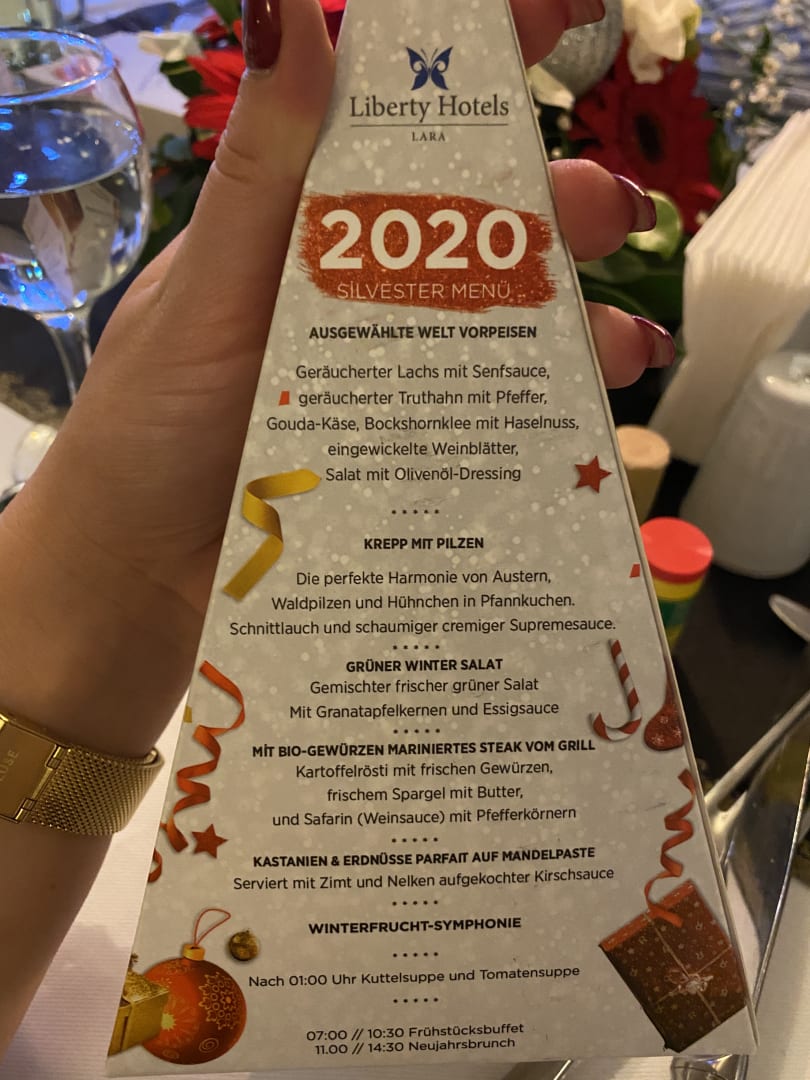 Liberty Hotels
LARA
2020
SİLVESTER MENÜ
AUSGEWÄHLTE WELT VORPEISEN
Geräucherter Lachs mit Senfsauce,
geräucherter Truthahn mit Pfeffer,
Gouda-Käse, Bockshornklee mit Haselnuss,
eingewickelte Weinblätter,
Salat mit Olivenöl-Dressing
KREPP MIT PILZEN
Die perfekte Harmonie von Austern,
Waldpilzen und Hühnchen in Pfannkuchen.
Schnittlauch und schaumiger cremiger Supremesauce.
GRÜNER WINTER SALAT
Gemischter frischer grüner Salat
Mit Granatapfelkernen und Essigsauce
MİT BIO-GEWÜRZEN MARINIERTES STEAK VOM GRILL
Kartoffelrösti mit frischen Gewürzen,
frischem Spargel mit Butter,
und Safarin (Weinsauce) mit Pfefferkörnern
KASTANIEN & ERDNÜSSE PARFAIT AUF MANDELPASTE
Serviert mit Zimt und Nelken aufgekochter Kirschsauce
WINTERFRUCHT-SYMPHONIE
Nach 01:00 Uhr Kuttelsuppe und Tomatensuppe
07:00 // 10:30 Frühstücksbuffet
11.00 // 14:30 Neujahrsbrunch